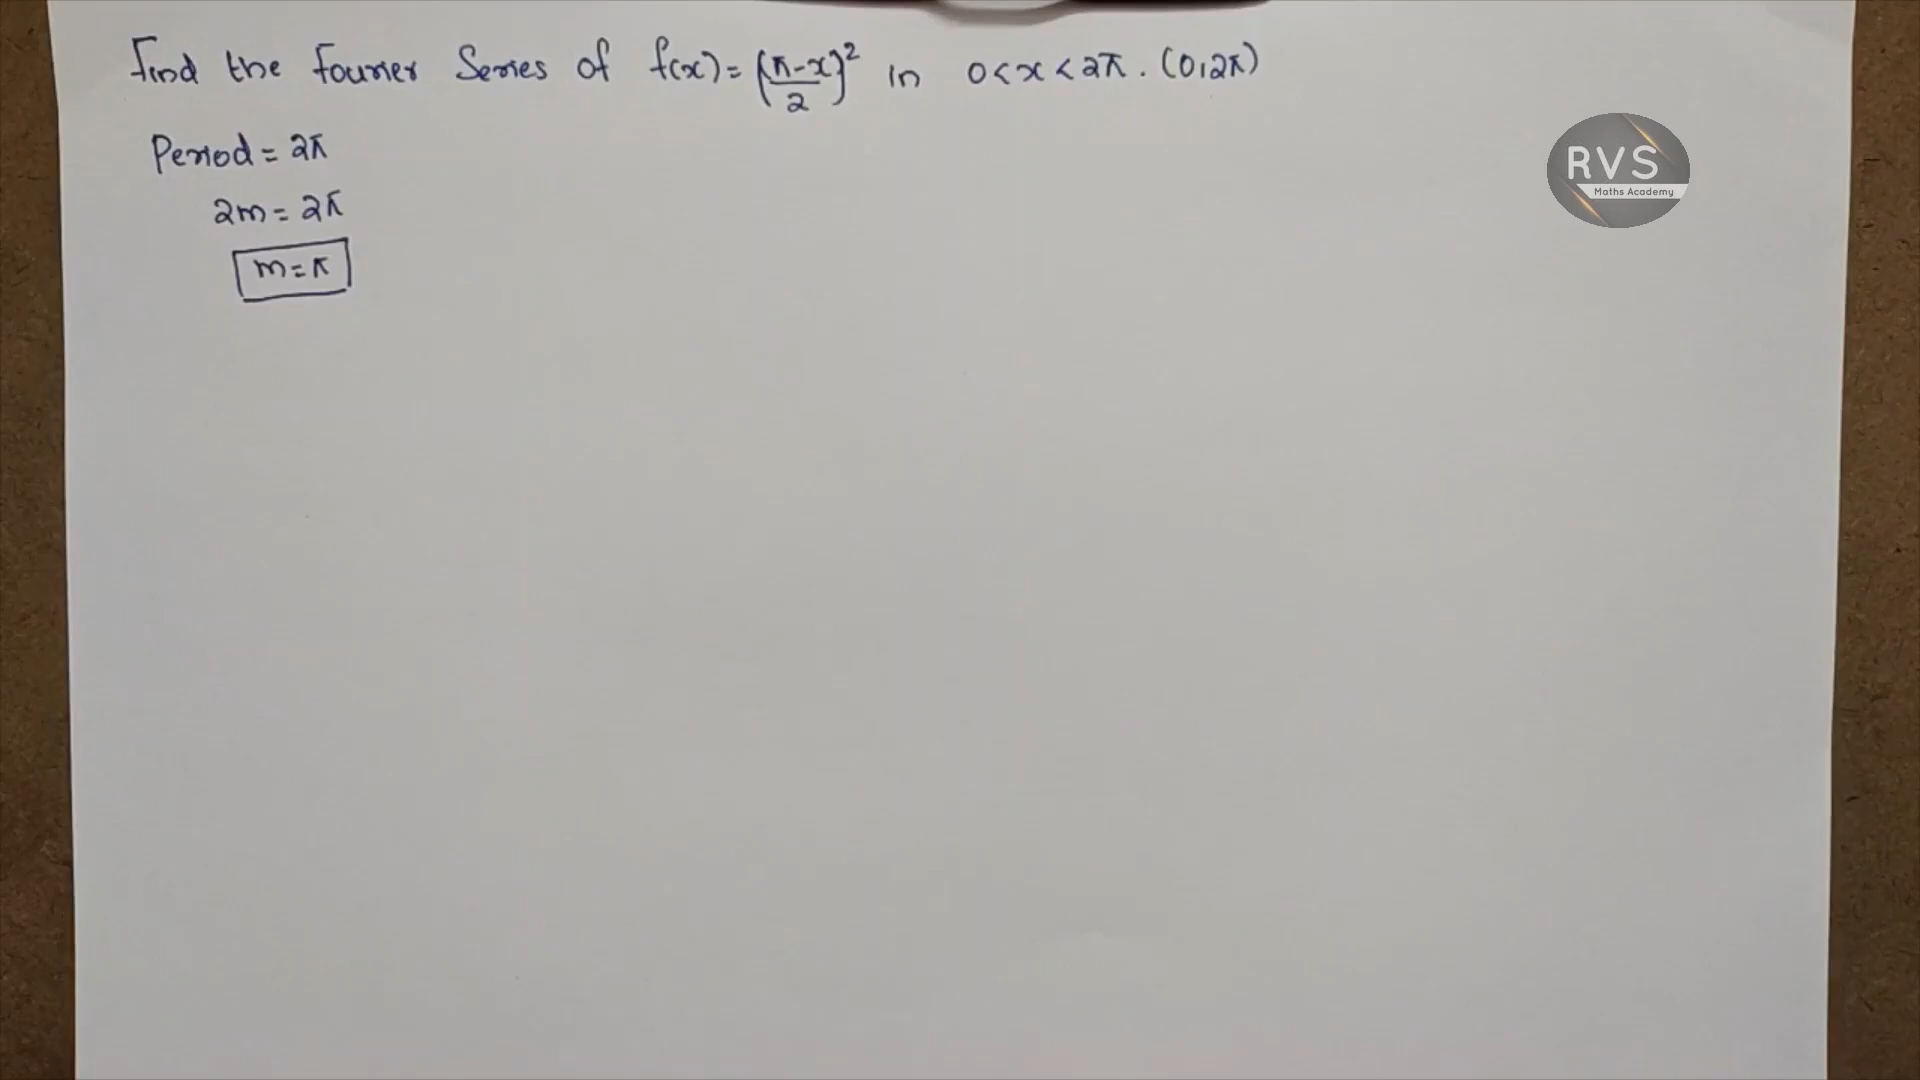 Find the Fourier Series of f(x) = ((π-x)/2)² in 0<x<2π. (0,2π)
Period = 2π
2m = 2π
m = π
RVS
Maths Academy